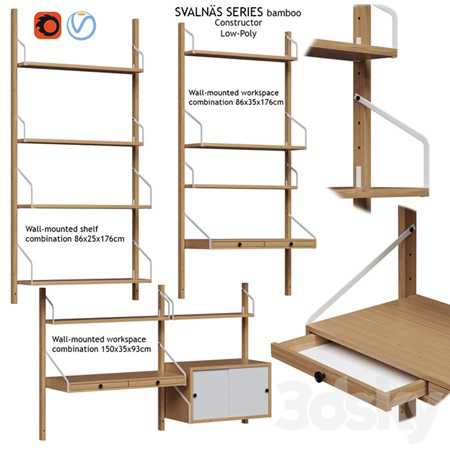 SVALNÄS SERIES bamboo
Constructor
Low-Poly
Wall-mounted workspace
combination 86x35x176cm
Wall-mounted shelf
combination 86x25x176cm
Wall-mounted workspace
combination 150x35x93cm
3dsky